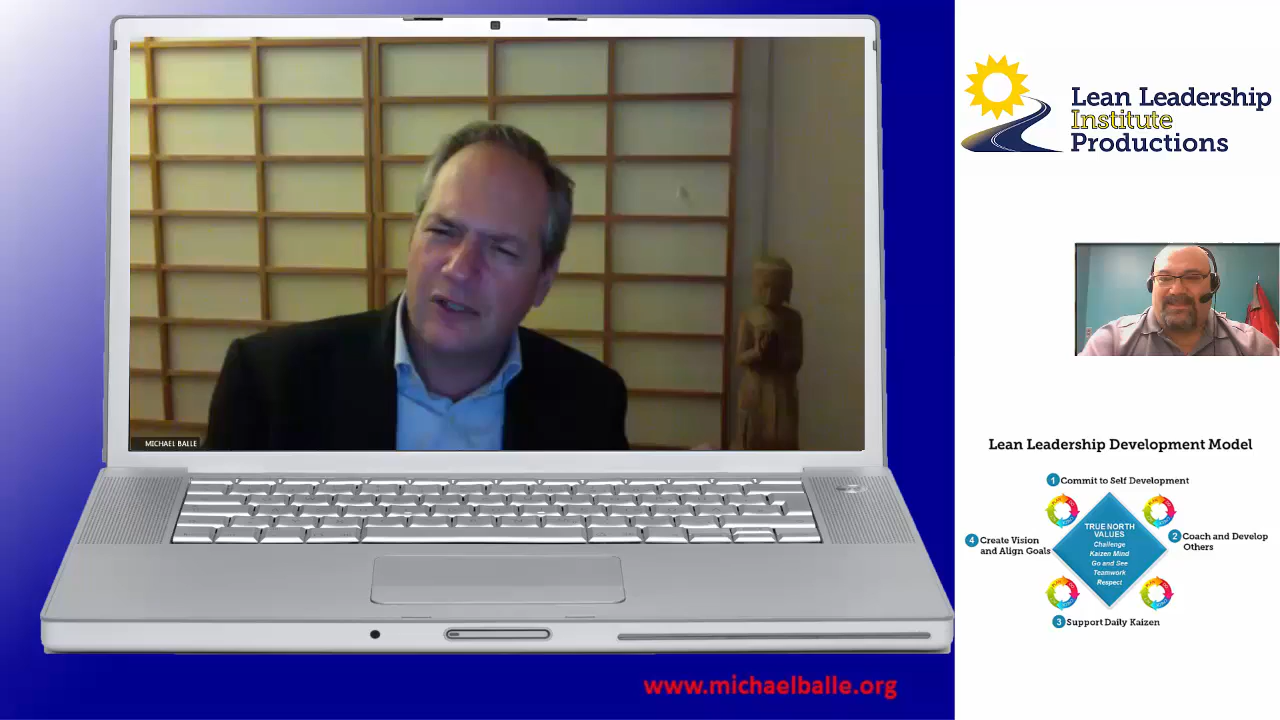 MICHAEL BALLE
www.michaelballe.org
Lean Leadership
Institute
Productions
Lean Leadership Development Model
1 Commit to Self Development
TRUE NORTH
VALUES
Challenge
Kaizen Mind
Go and See
Teamwork
Respect
2 Coach and Develop
Others
3 Support Daily Kaizen
4 Create Vision
and Align Goals